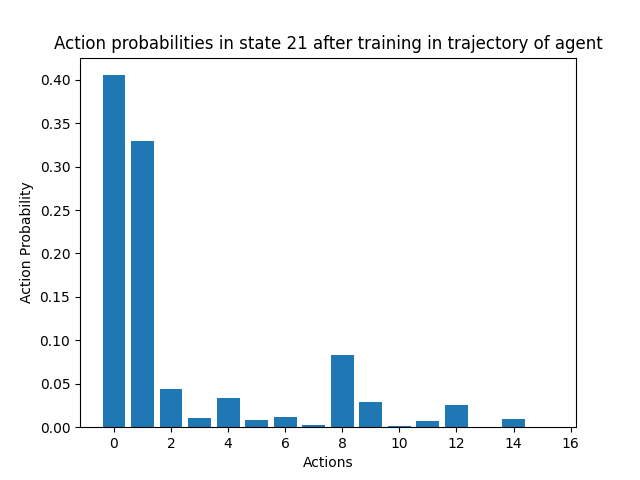 Action probabilities in state 21 after training in trajectory of agent
0.40
0.35
0.30
0.25
0.20
0.15
0.10
0.05
0.00
Action Probability
0 2 4 6 8 10 12 14 16
Actions